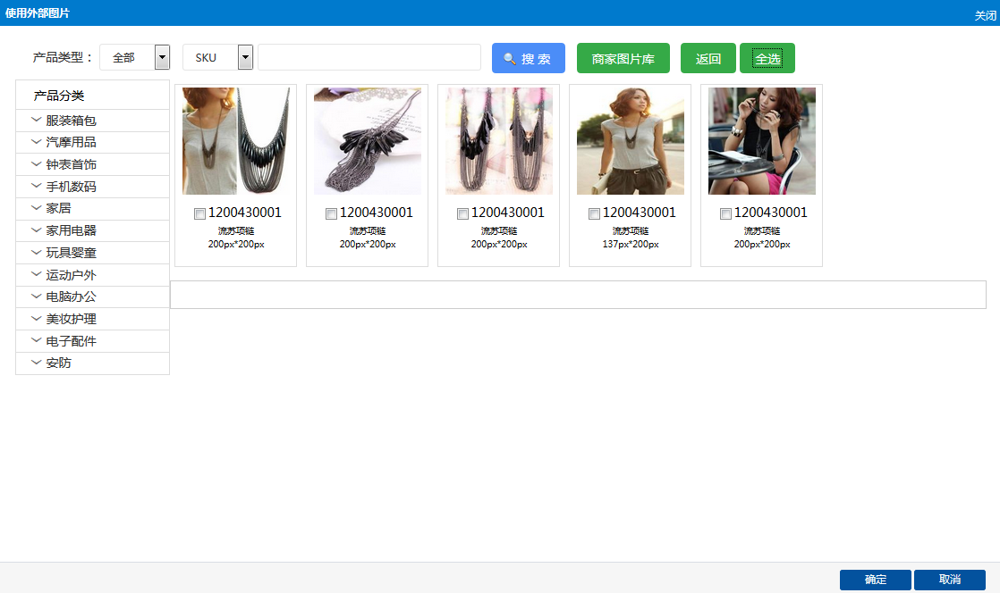 使用外部图片
关闭
产品类型： 全部 SKU 搜 索 商家图片库 返回 全选
产品分类
服装箱包
汽摩用品
钟表首饰
手机数码
家居
家用电器
玩具婴童
运动户外
电脑办公
美妆护理
电子配件
安防
1200430001
流苏项链
200px*200px
1200430001
流苏项链
200px*200px
1200430001
流苏项链
200px*200px
1200430001
流苏项链
137px*200px
1200430001
流苏项链
200px*200px
确定 取消